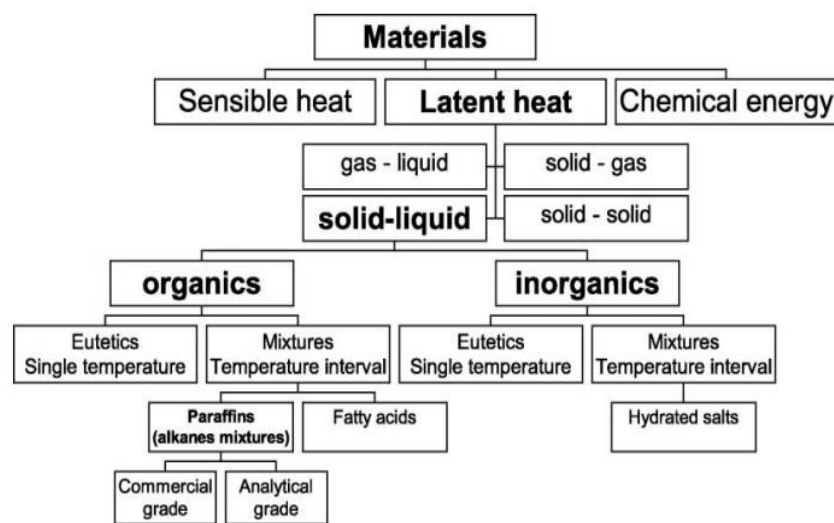 Materials
Sensible heat
Latent heat
Chemical energy
gas - liquid
solid - gas
solid-liquid
solid - solid
organics
inorganics
Eutetics
Single temperature
Mixtures
Temperature interval
Eutetics
Single temperature
Mixtures
Temperature interval
Paraffins
(alkanes mixtures)
Fatty acids
Hydrated salts
Commercial
grade
Analytical
grade